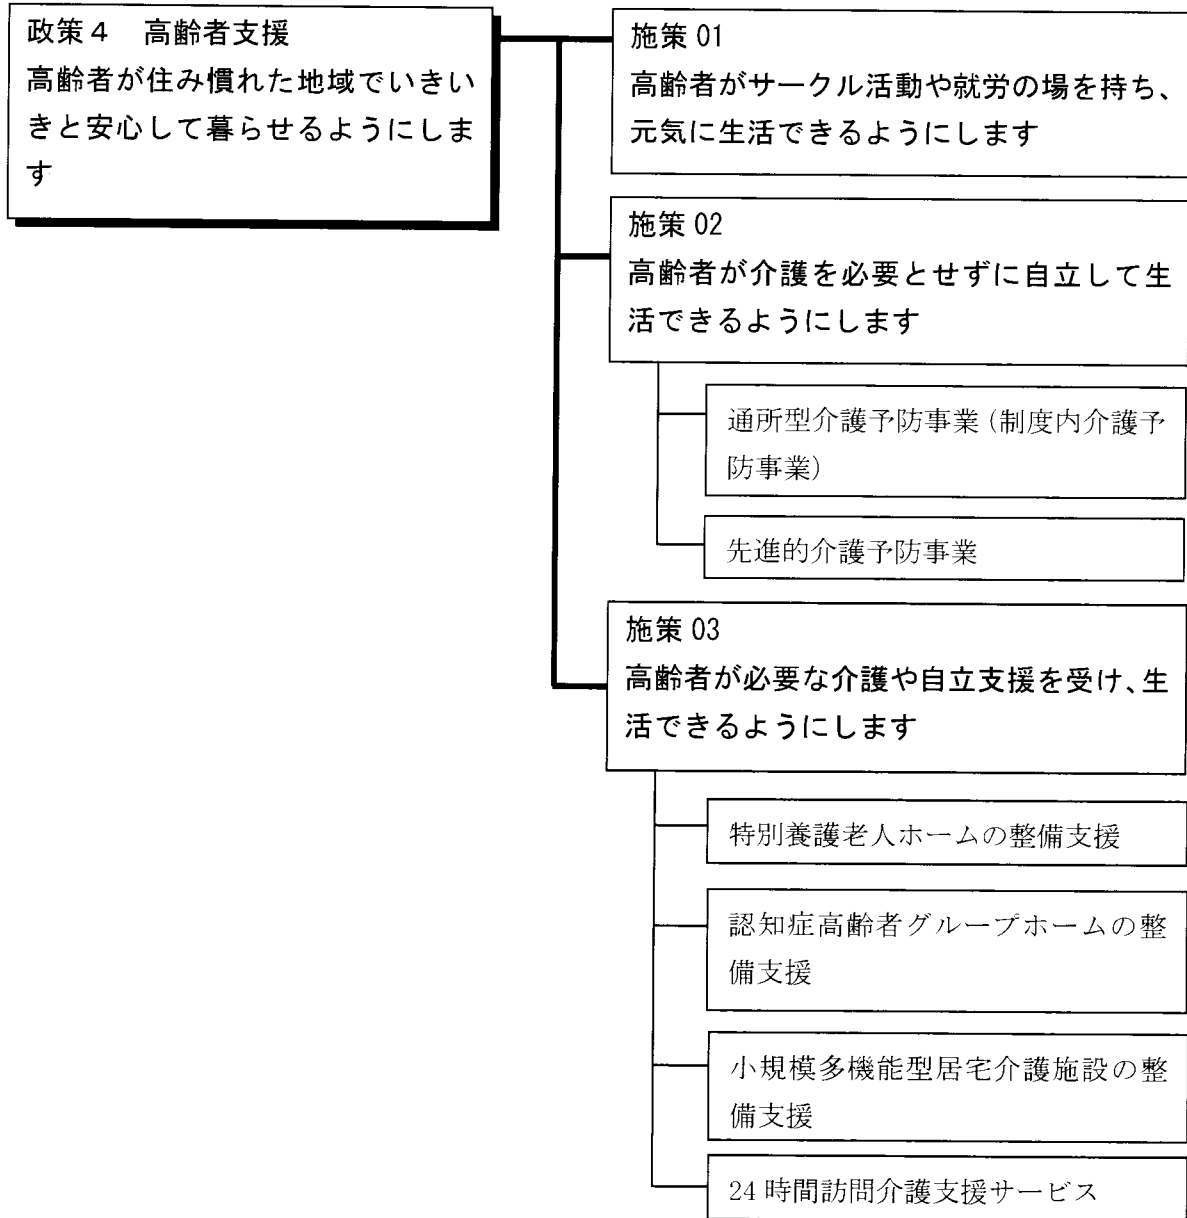 政策４　高齢者支援
高齢者が住み慣れた地域でいきい
きと安心して暮らせるようにしま
す
施策 01
高齢者がサークル活動や就労の場を持ち、
元気に生活できるようにします
施策 02
高齢者が介護を必要とせずに自立して生
活できるようにします
通所型介護予防事業（制度内介護予
防事業）
先進的介護予防事業
施策 03
高齢者が必要な介護や自立支援を受け、生
活できるようにします
特別養護老人ホームの整備支援
認知症高齢者グループホームの整
備支援
小規模多機能型居宅介護施設の整
備支援
24 時間訪問介護支援サービス